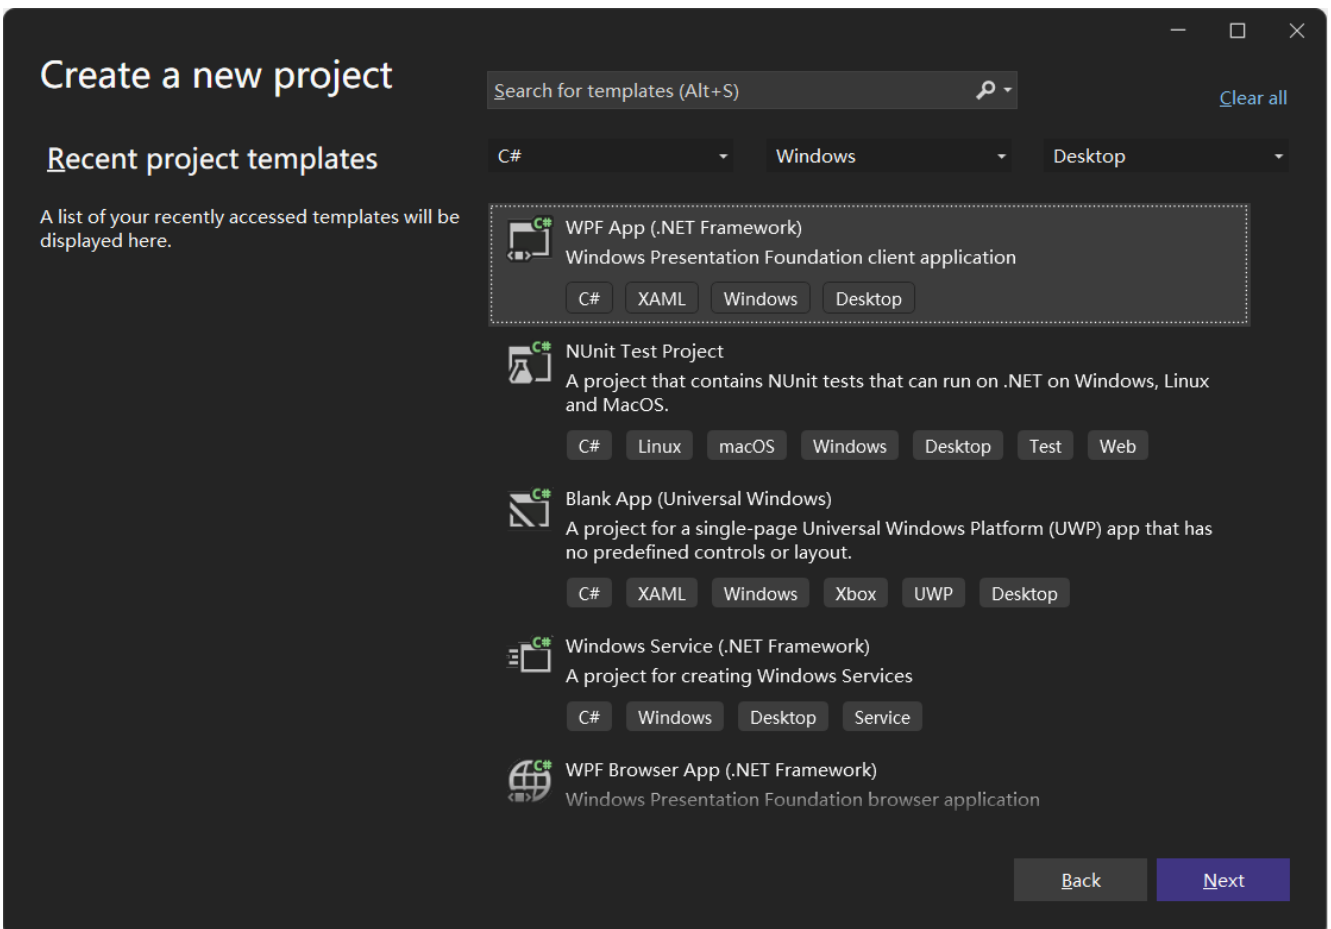 Create a new project
Search for templates (Alt+S)
Clear all
Recent project templates
C#
Windows
Desktop
A list of your recently accessed templates will be
displayed here.
C#
WPF App (.NET Framework)
Windows Presentation Foundation client application
C# XAML Windows Desktop
C#
NUnit Test Project
A project that contains NUnit tests that can run on .NET on Windows, Linux
and MacOS.
C# Linux macOS Windows Desktop Test Web
C#
Blank App (Universal Windows)
A project for a single-page Universal Windows Platform (UWP) app that has
no predefined controls or layout.
C# XAML Windows Xbox UWP Desktop
C#
Windows Service (.NET Framework)
A project for creating Windows Services
C# Windows Desktop Service
C#
WPF Browser App (.NET Framework)
Windows Presentation Foundation browser application
Back
Next